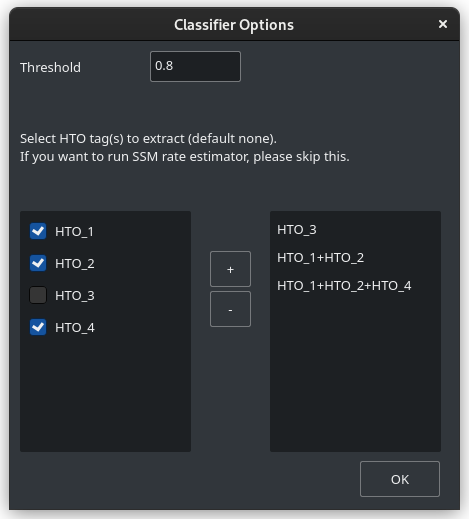 Classifier Options
×
Threshold
0.8
Select HTO tag(s) to extract (default none).
If you want to run SSM rate estimator, please skip this.
HTO_1
HTO_2
HTO_3
HTO_4
+
-
HTO_3
HTO_1+HTO_2
HTO_1+HTO_2+HTO_4
OK